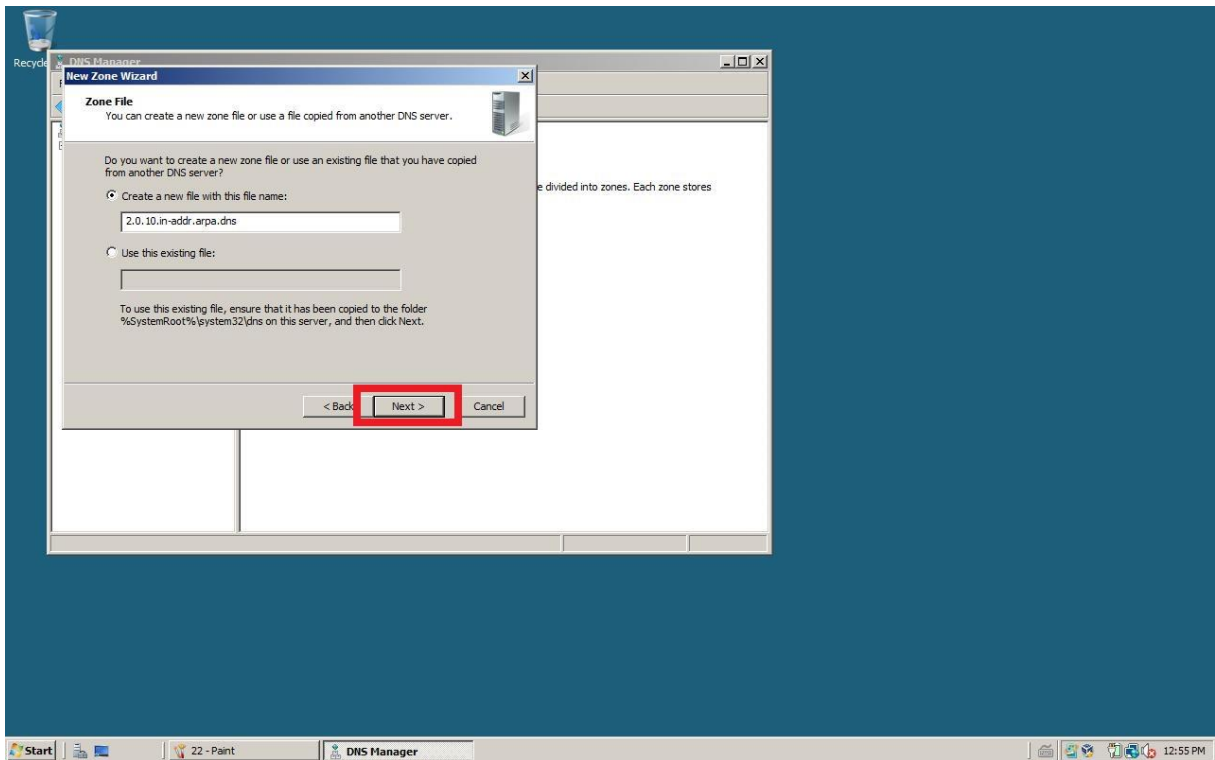 Recycle
DNS Manager
New Zone Wizard
Zone File
You can create a new zone file or use a file copied from another DNS server.
Do you want to create a new zone file or use an existing file that you have copied
from another DNS server?
Create a new file with this file name:
2.0.10.in-addr.arpa.dns
Use this existing file:
To use this existing file, ensure that it has been copied to the folder
%SystemRoot%\system32\dns on this server, and then click Next.
< Back
Next >
Cancel
e divided into zones. Each zone stores
Start
22 - Paint
DNS Manager
12:55 PM